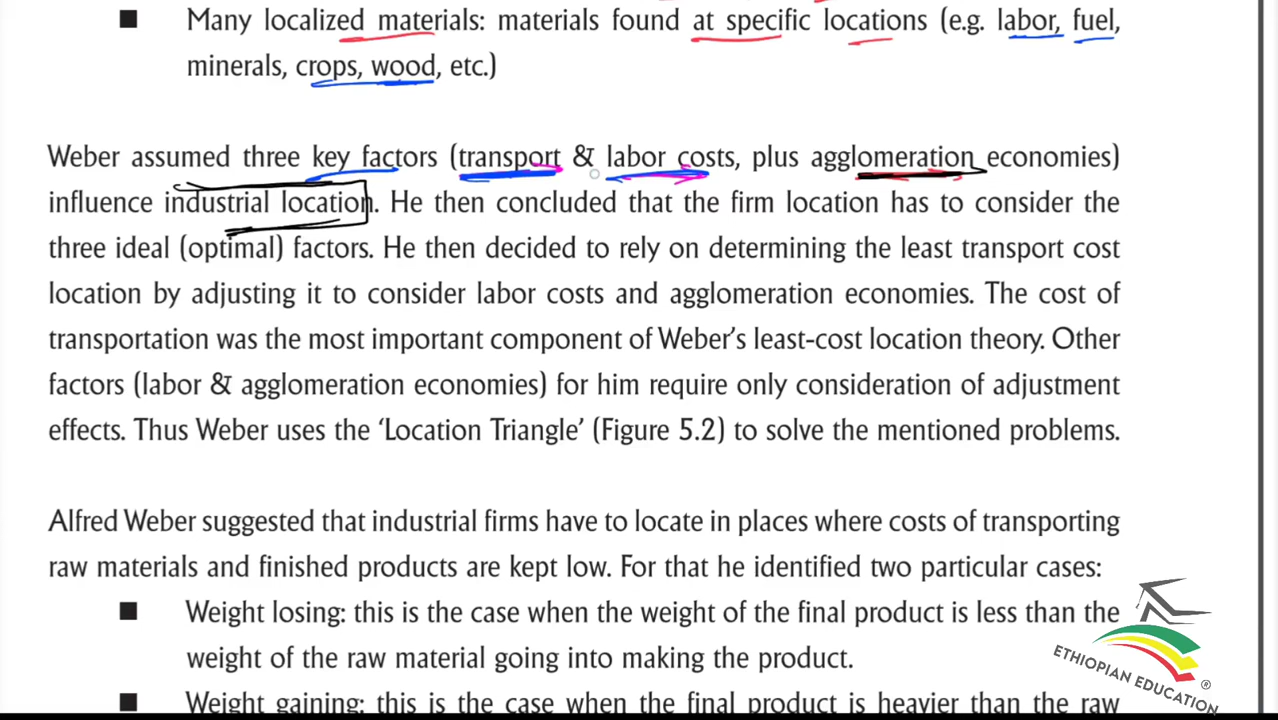 ■ Many localized materials: materials found at specific locations (e.g. labor, fuel,
minerals, crops, wood, etc.)
Weber assumed three key factors (transport & labor costs, plus agglomeration economies)
influence industrial location. He then concluded that the firm location has to consider the
three ideal (optimal) factors. He then decided to rely on determining the least transport cost
location by adjusting it to consider labor costs and agglomeration economies. The cost of
transportation was the most important component of Weber’s least-cost location theory. Other
factors (labor & agglomeration economies) for him require only consideration of adjustment
effects. Thus Weber uses the ‘Location Triangle’ (Figure 5.2) to solve the mentioned problems.
Alfred Weber suggested that industrial firms have to locate in places where costs of transporting
raw materials and finished products are kept low. For that he identified two particular cases:
■ Weight losing: this is the case when the weight of the final product is less than the
weight of the raw material going into making the product.
■ Weight gaining: this is the case when the final product is heavier than the raw
ETHIOPIAN EDUCATION ®